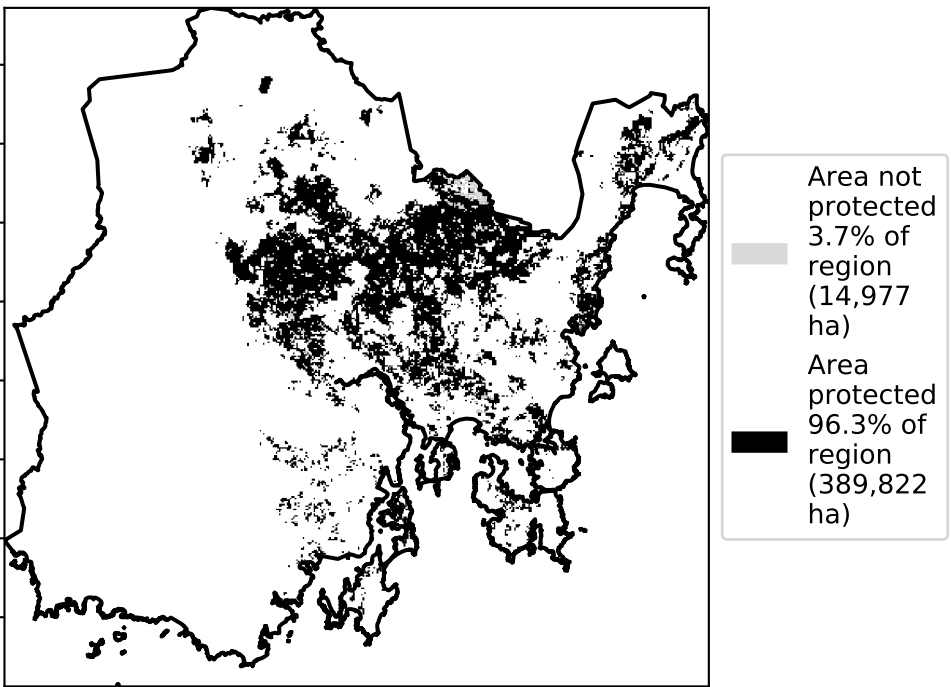 Area not
protected
3.7% of
region
(14,977
ha)
Area
protected
96.3% of
region
(389,822
ha)